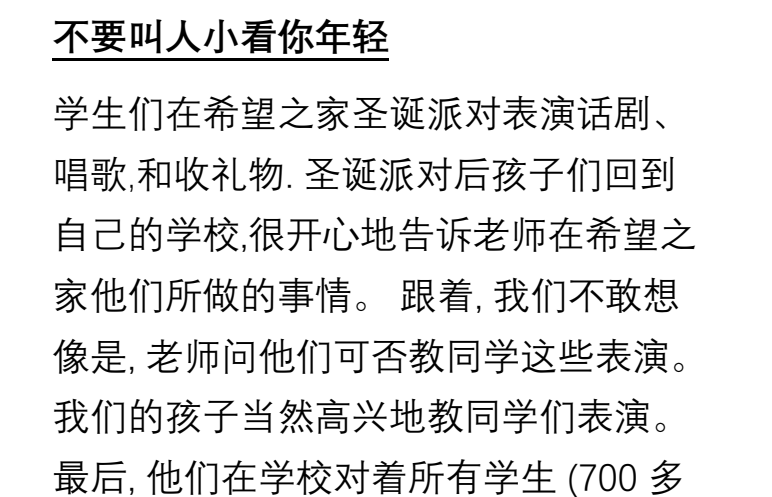 不要叫人小看你年轻
学生们在希望之家圣诞派对表演话剧、
唱歌,和收礼物. 圣诞派对后孩子们回到
自己的学校,很开心地告诉老师在希望之
家他们所做的事情。 跟着, 我们不敢想
像是, 老师问他们可否教同学这些表演。
我们的孩子当然高兴地教同学们表演。
最后, 他们在学校对着所有学生 (700 多